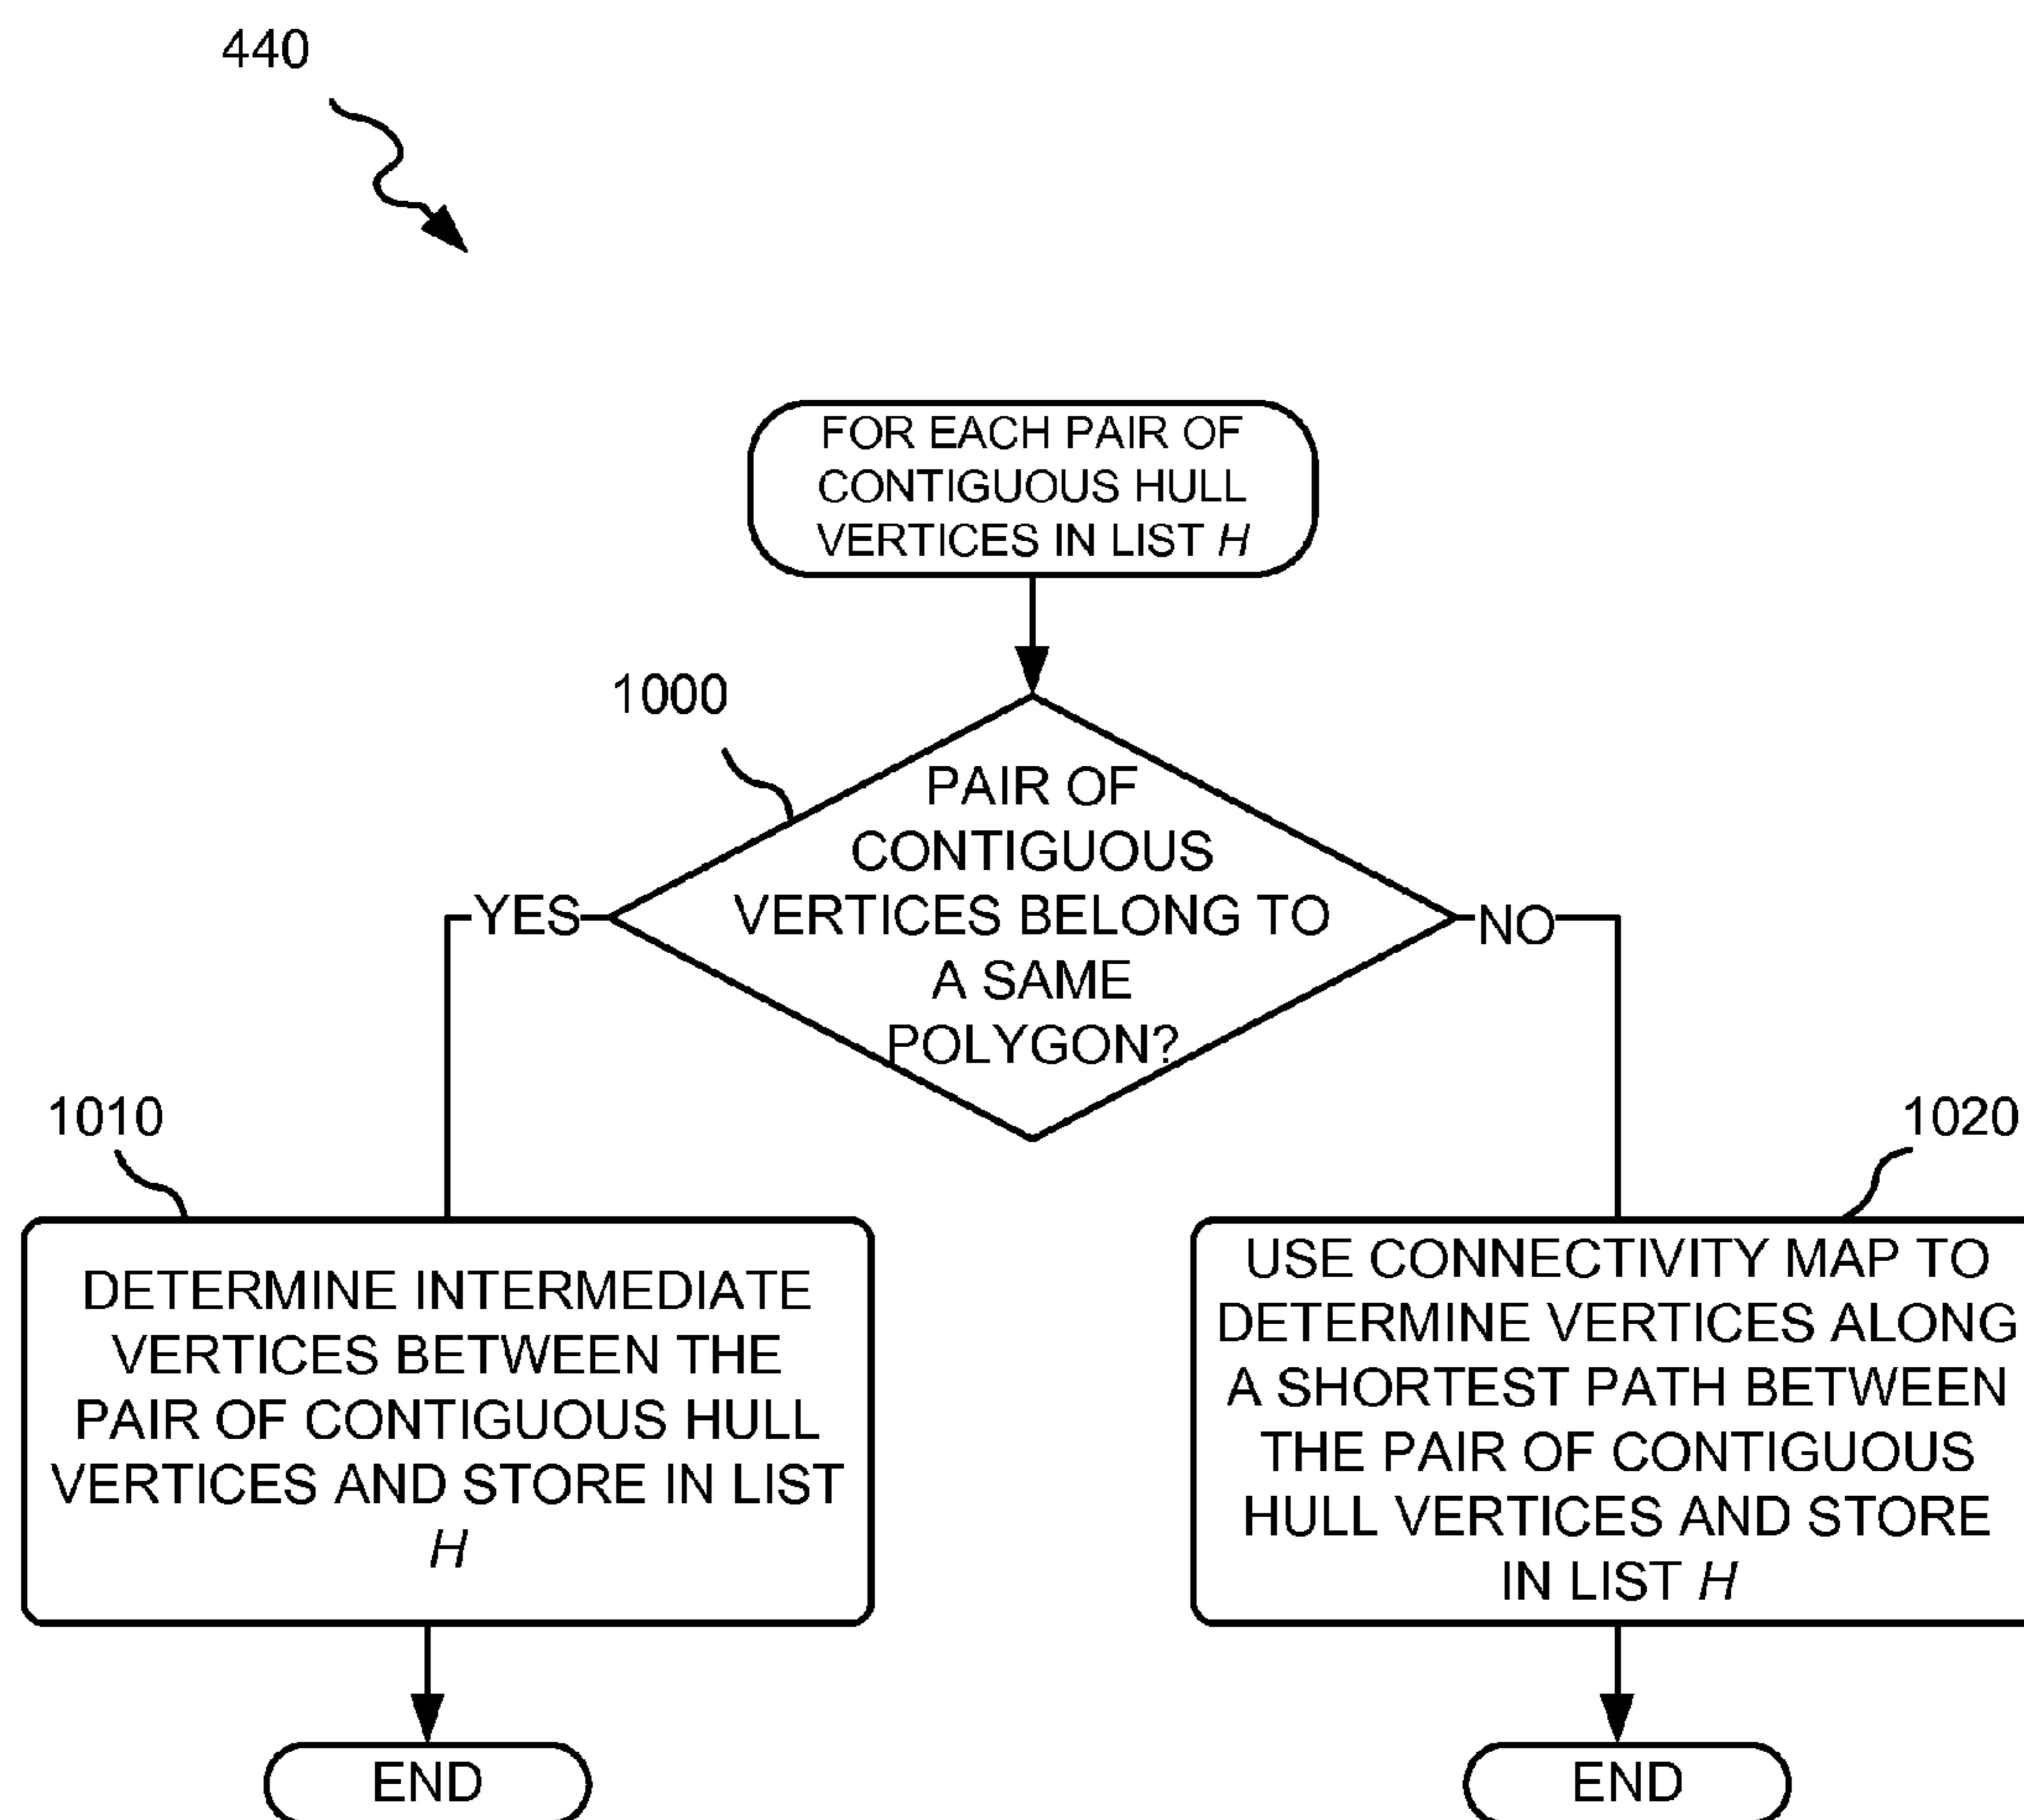 440
FOR EACH PAIR OF
CONTIGUOUS HULL
VERTICES IN LIST H
1000
PAIR OF
CONTIGUOUS
VERTICES BELONG TO
A SAME
POLYGON?
YES
NO
1010
DETERMINE INTERMEDIATE
VERTICES BETWEEN THE
PAIR OF CONTIGUOUS HULL
VERTICES AND STORE IN LIST
H
1020
USE CONNECTIVITY MAP TO
DETERMINE VERTICES ALONG
A SHORTEST PATH BETWEEN
THE PAIR OF CONTIGUOUS
HULL VERTICES AND STORE
IN LIST H
END
END